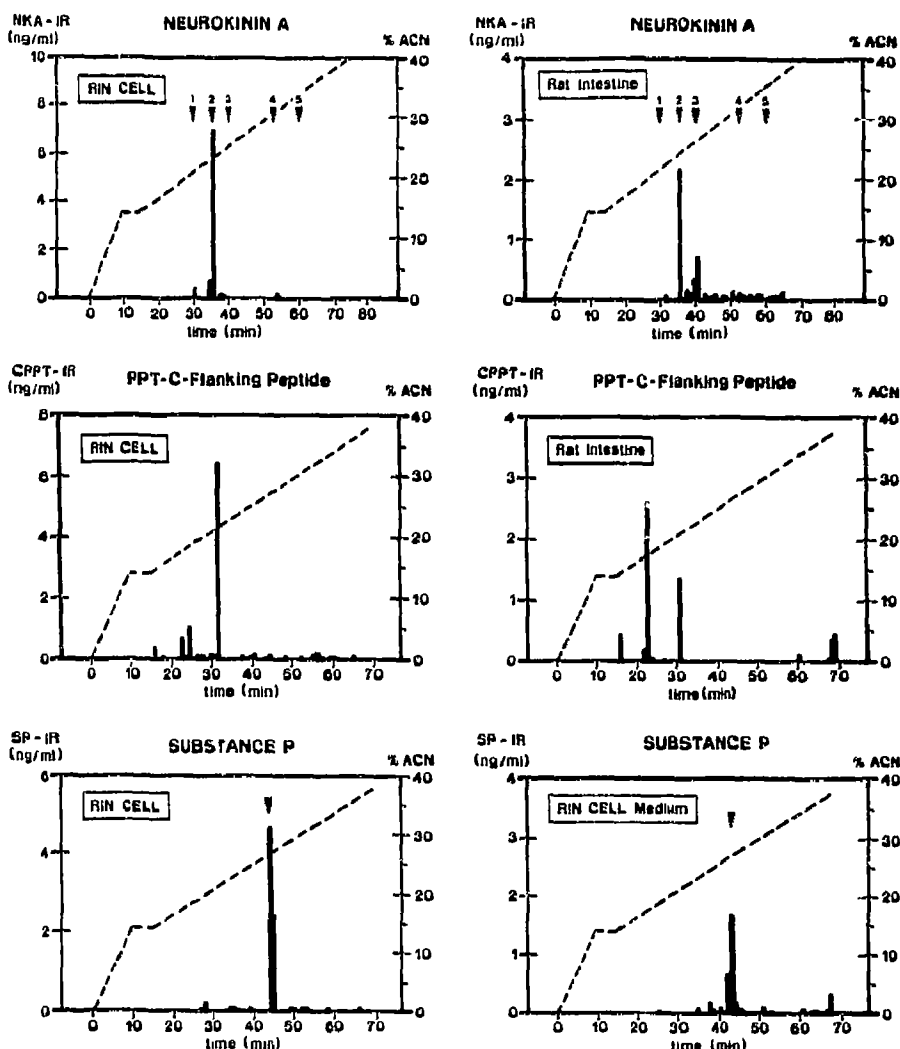 NKA-IR
(ng/ml)
NEUROKININ A
% ACN
RIN CELL
1 2 3 4 5
10
8
6
4
2
0
40
30
20
10
0
0 10 20 30 40 50 60 70 80
time (min)
NKA-IR
(ng/ml)
NEUROKININ A
% ACN
Rat Intestine
1 2 3 4 5
4
3
2
1
0
40
30
20
10
0
0 10 20 30 40 50 60 70 80
time (min)
CPPT-IR
(ng/ml)
PPT-C-Flanking Peptide
% ACN
RIN CELL
8
6
4
2
0
40
30
20
10
0
0 10 20 30 40 50 60 70
time (min)
CPPT-IR
(ng/ml)
PPT-C-Flanking Peptide
% ACN
Rat Intestine
4
3
2
1
0
40
30
20
10
0
0 10 20 30 40 50 60 70
time (min)
SP-IR
(ng/ml)
SUBSTANCE P
% ACN
RIN CELL
6
4
2
0
40
30
20
10
0
0 10 20 30 40 50 60 70
time (min)
SP-IR
(ng/ml)
SUBSTANCE P
% ACN
RIN CELL Medium
4
3
2
1
0
40
30
20
10
0
0 10 20 30 40 50 60 70
time (min)